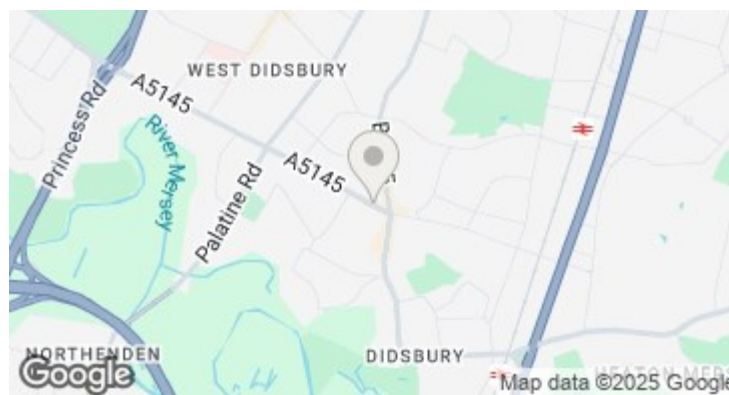 WEST DIDSBURY
A5145
Princess Rd
River Mersey
A5145
Palatine Rd
NORTHENDEN
DIDSBURY
Google
Map data ©2025 Google